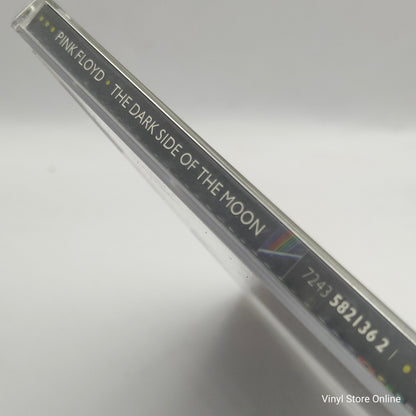 PINK FLOYD • THE DARK SIDE OF THE MOON
7243 582136 2
Vinyl Store Online